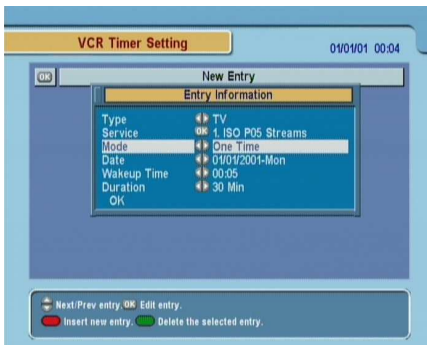 VCR Timer Setting
01/01/01 00:04
OK New Entry
Entry Information
Type TV
Service OK 1. ISO P05 Streams
Mode One Time
Date 01/01/2001-Mon
Wakeup Time 00:05
Duration 30 Min
OK
Next/Prev entry, OK Edit entry.
Insert new entry. Delete the selected entry.